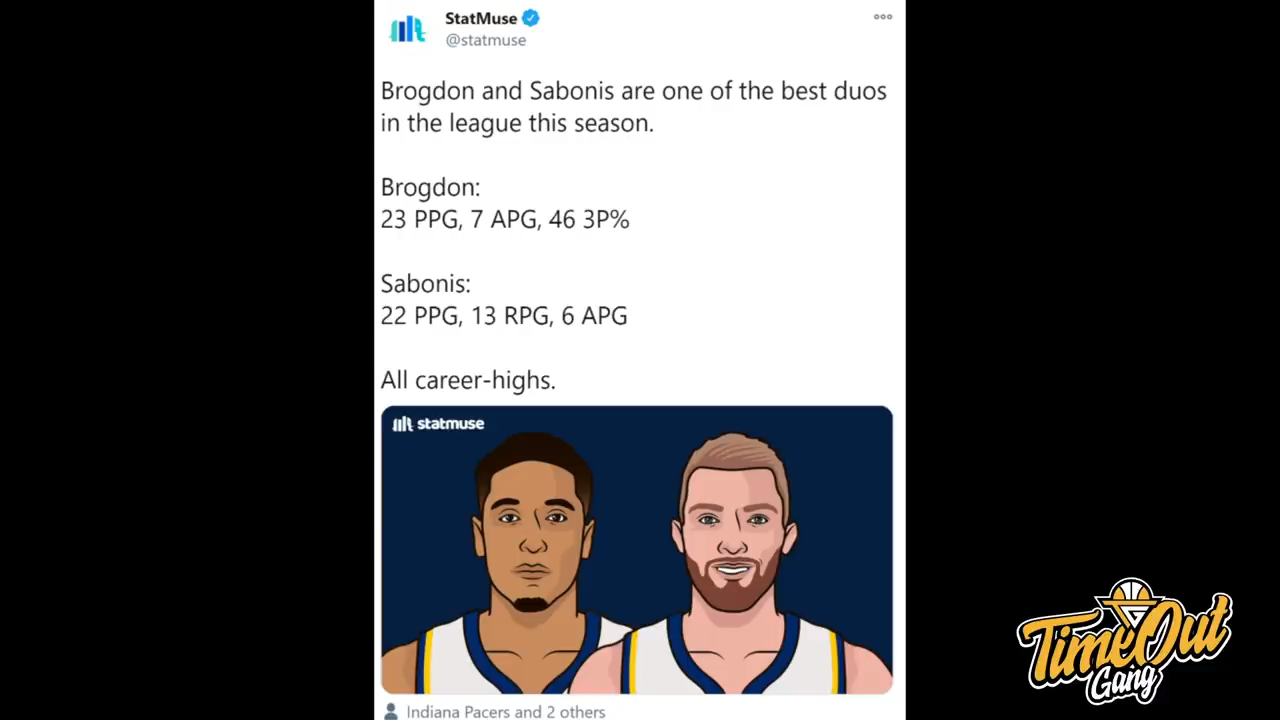 StatMuse
@statmuse
Brogdon and Sabonis are one of the best duos
in the league this season.
Brogdon:
23 PPG, 7 APG, 46 3P%
Sabonis:
22 PPG, 13 RPG, 6 APG
All career-highs.
statmuse
Indiana Pacers and 2 others
TimeOut
Gang